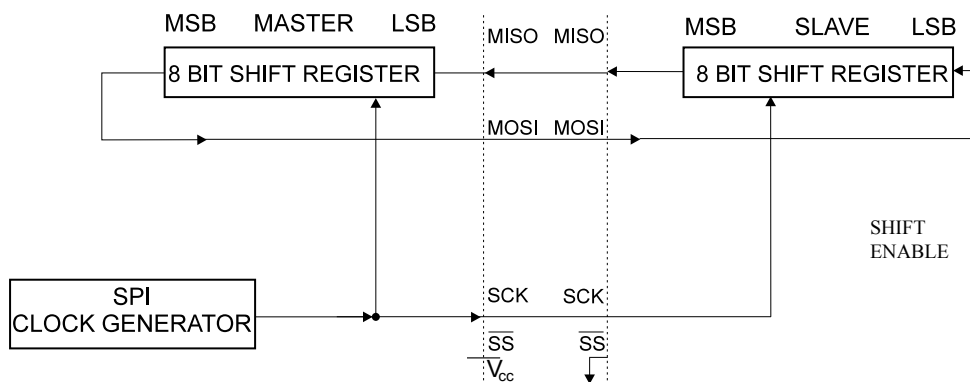 MSB MASTER LSB
8 BIT SHIFT REGISTER
MISO MISO
MSB SLAVE LSB
8 BIT SHIFT REGISTER
MOSI MOSI
SHIFT
ENABLE
SPI
CLOCK GENERATOR
SCK SCK
SS SS
Vcc